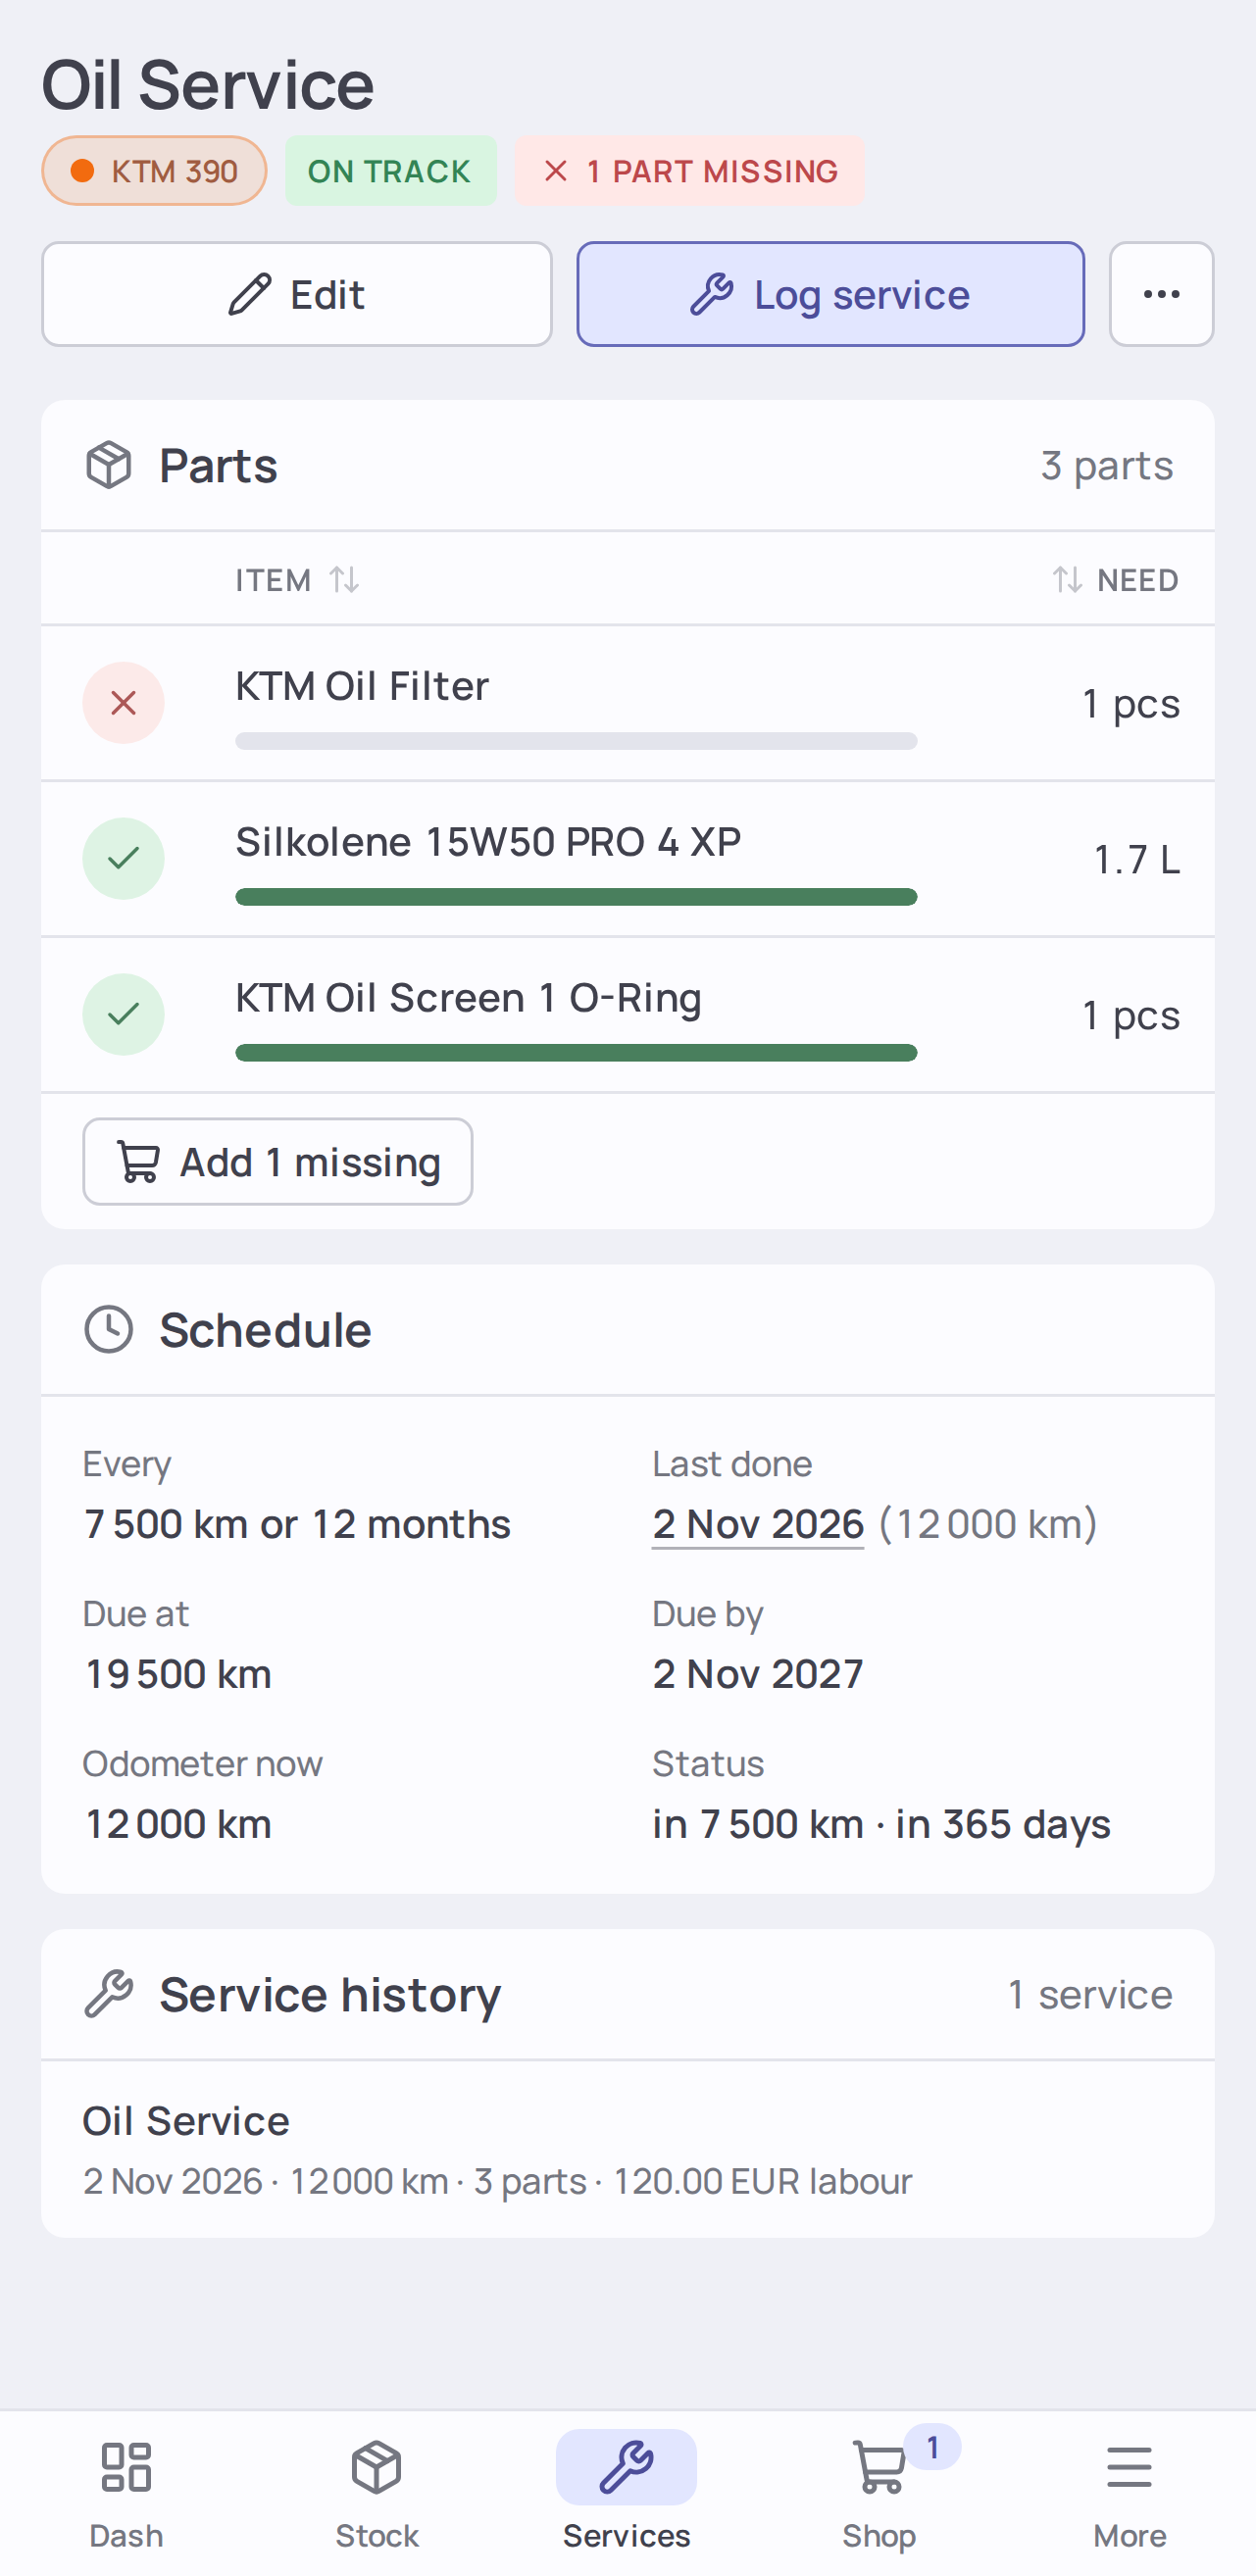 Oil Service
KTM 390 ON TRACK 1 PART MISSING
Edit Log service
Parts 3 parts
ITEM NEED
KTM Oil Filter 1 pcs
Silkolene 15W50 PRO 4 XP 1.7 L
KTM Oil Screen 1 O-Ring 1 pcs
Add 1 missing
Schedule
Every Last done
7 500 km or 12 months 2 Nov 2026 (12 000 km)
Due at Due by
19 500 km 2 Nov 2027
Odometer now Status
12 000 km in 7 500 km · in 365 days
Service history 1 service
Oil Service
2 Nov 2026 · 12 000 km · 3 parts · 120.00 EUR labour
1
Dash Stock Services Shop More